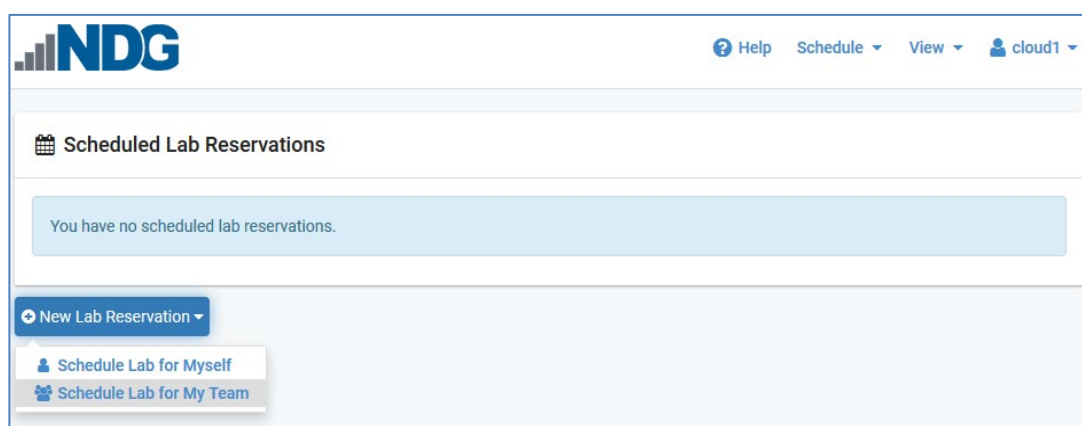 NDG
Help Schedule View cloud1
Scheduled Lab Reservations
You have no scheduled lab reservations.
New Lab Reservation
Schedule Lab for Myself
Schedule Lab for My Team